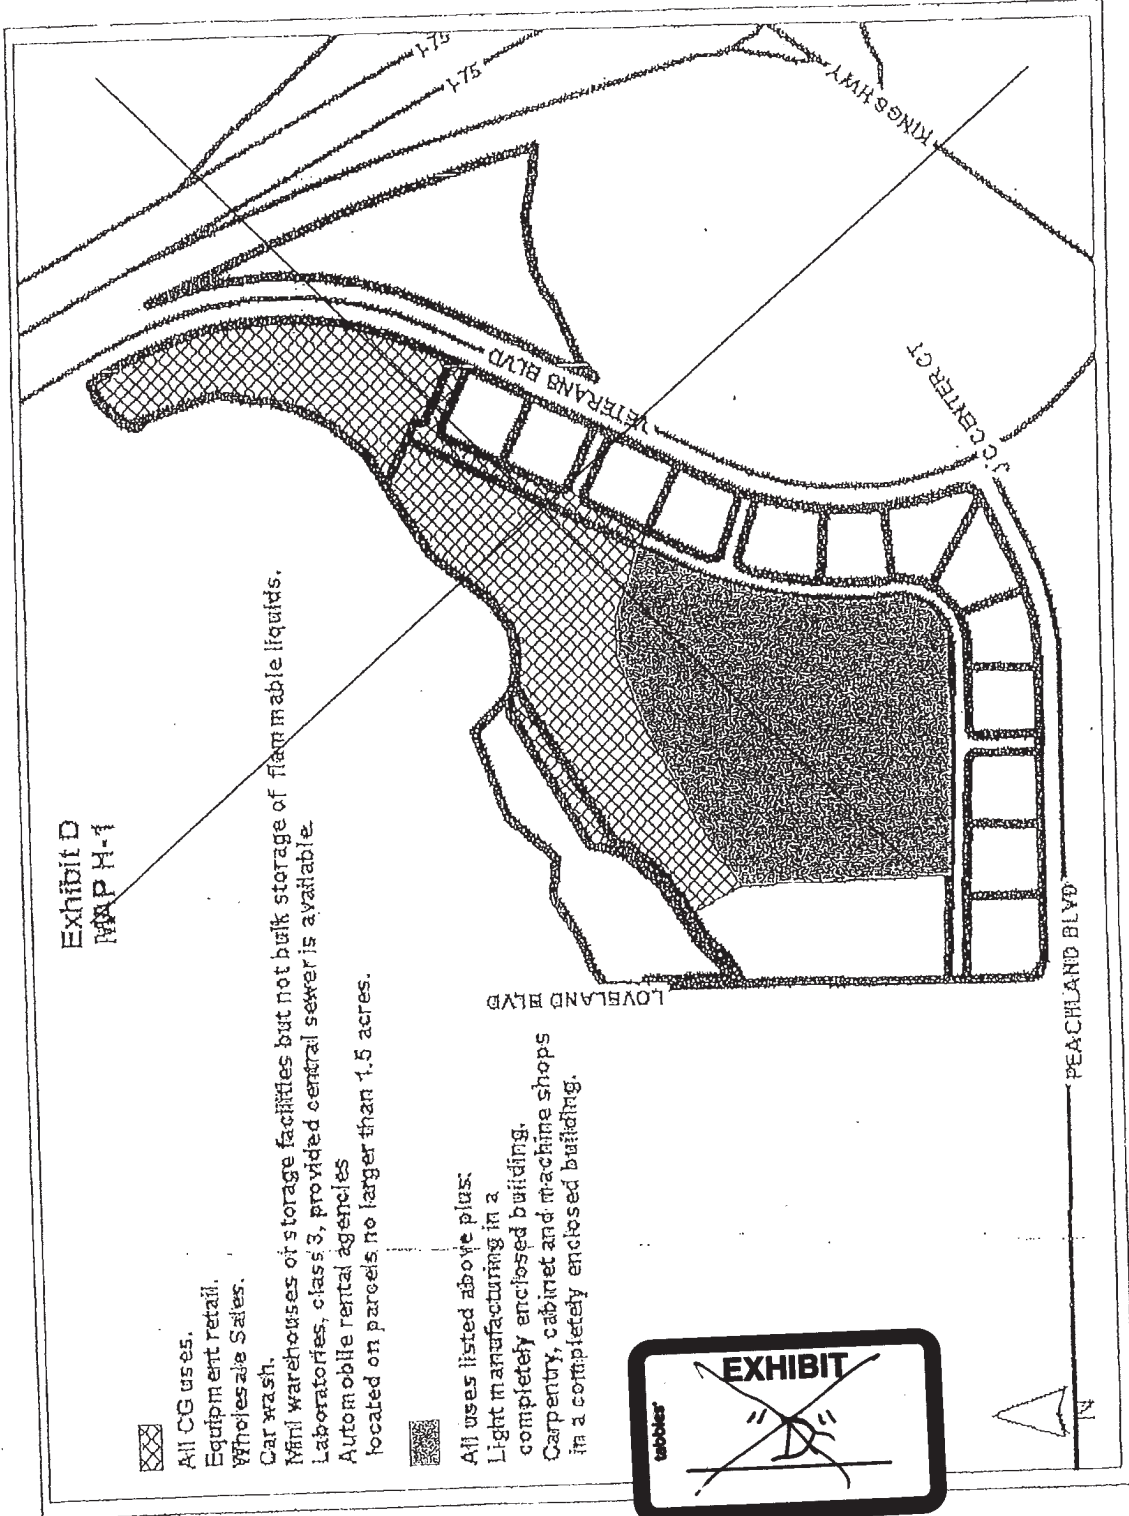 Exhibit D
MAP H-1
All CG uses.
Equipment retail.
Wholesale Sales.
Car wash.
Mini warehouses or storage facilities but not bulk storage of flammable liquids.
Laboratories, class 3, provided central sewer is available.
Automobile rental agencies
located on parcels no larger than 1.5 acres.
All uses listed above plus:
Light manufacturing in a
completely enclosed building.
Carpentry, cabinet and machine shops
in a completely enclosed building.
I-75
I-75
KINGS HWY
VETERANS BLVD
JC CENTER CT
LOVELAND BLVD
PEACHLAND BLVD
N
tabbies®
EXHIBIT
"D"